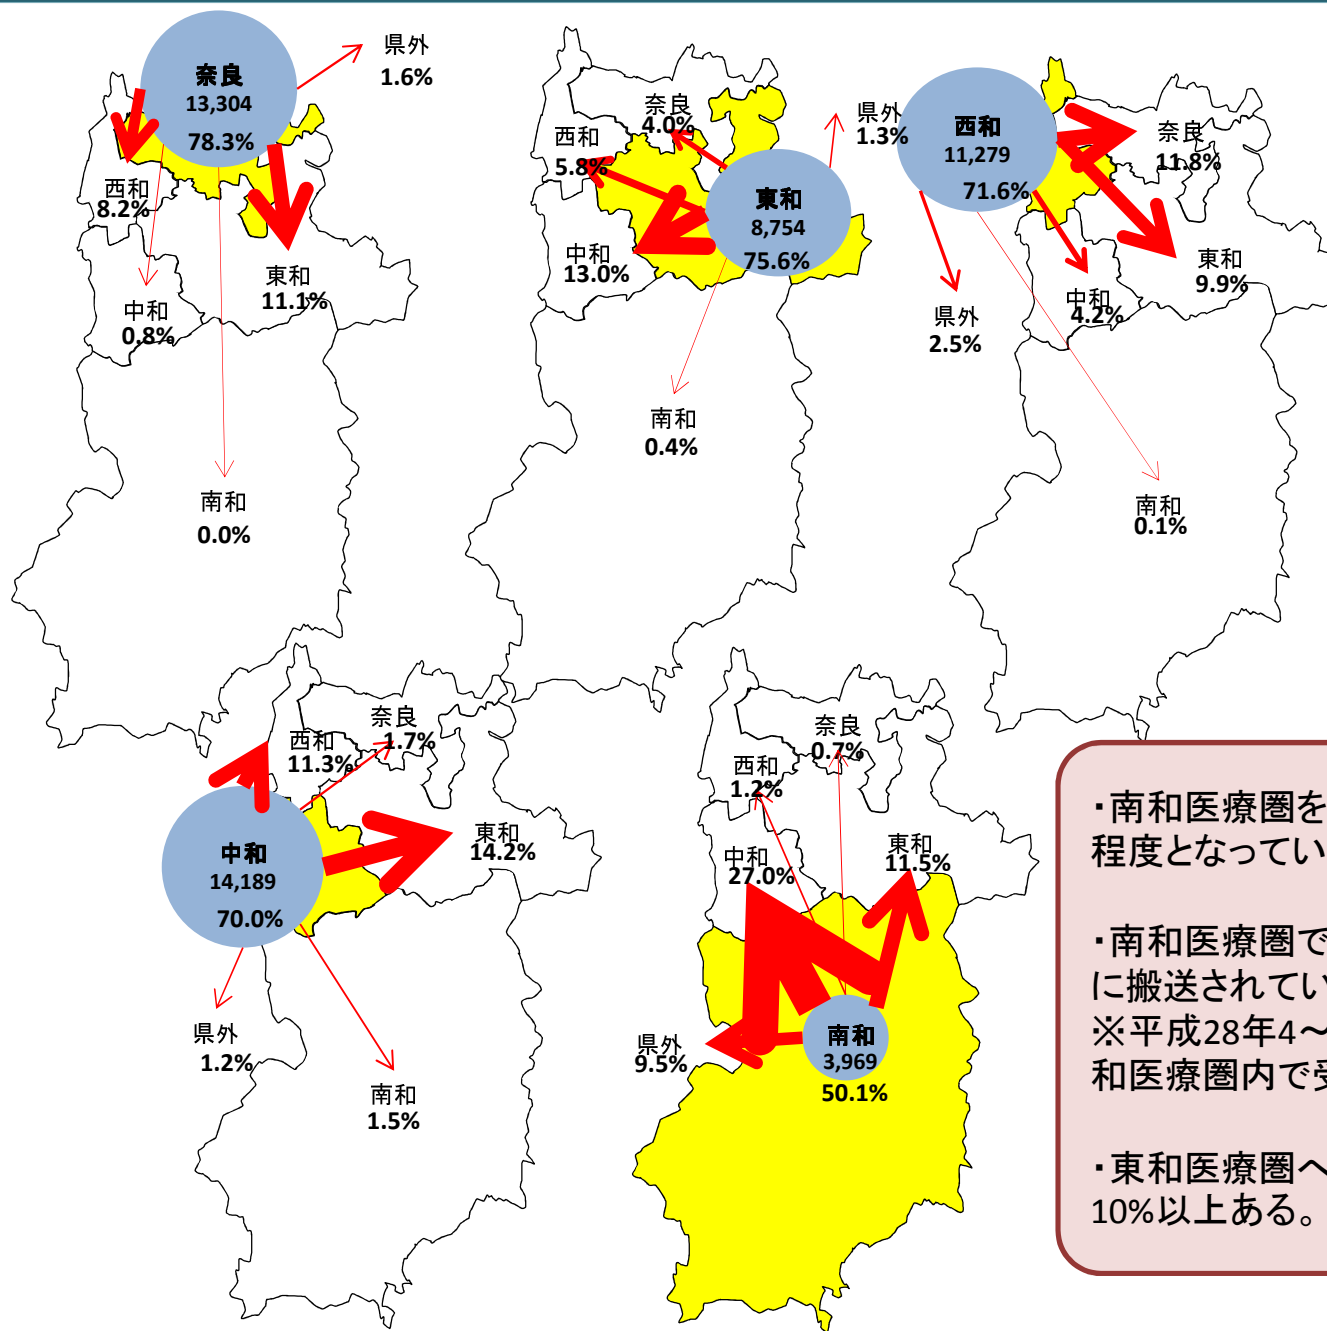 奈良
13,304
78.3%
県外
1.6%
西和
8.2%
中和
0.8%
東和
11.1%
南和
0.0%
東和
8,754
75.6%
奈良
4.0%
西和
5.8%
県外
1.3%
中和
13.0%
南和
0.4%
西和
11,279
71.6%
奈良
11.8%
東和
9.9%
中和
4.2%
県外
2.5%
南和
0.1%
中和
14,189
70.0%
奈良
1.7%
西和
11.3%
東和
14.2%
県外
1.2%
南和
1.5%
南和
3,969
50.1%
奈良
0.7%
西和
1.2%
中和
27.0%
東和
11.5%
県外
9.5%
・南和医療圏を
程度となってい
・南和医療圏で
に搬送されてい
※平成28年4～
和医療圏内で受
・東和医療圏へ
10%以上ある。